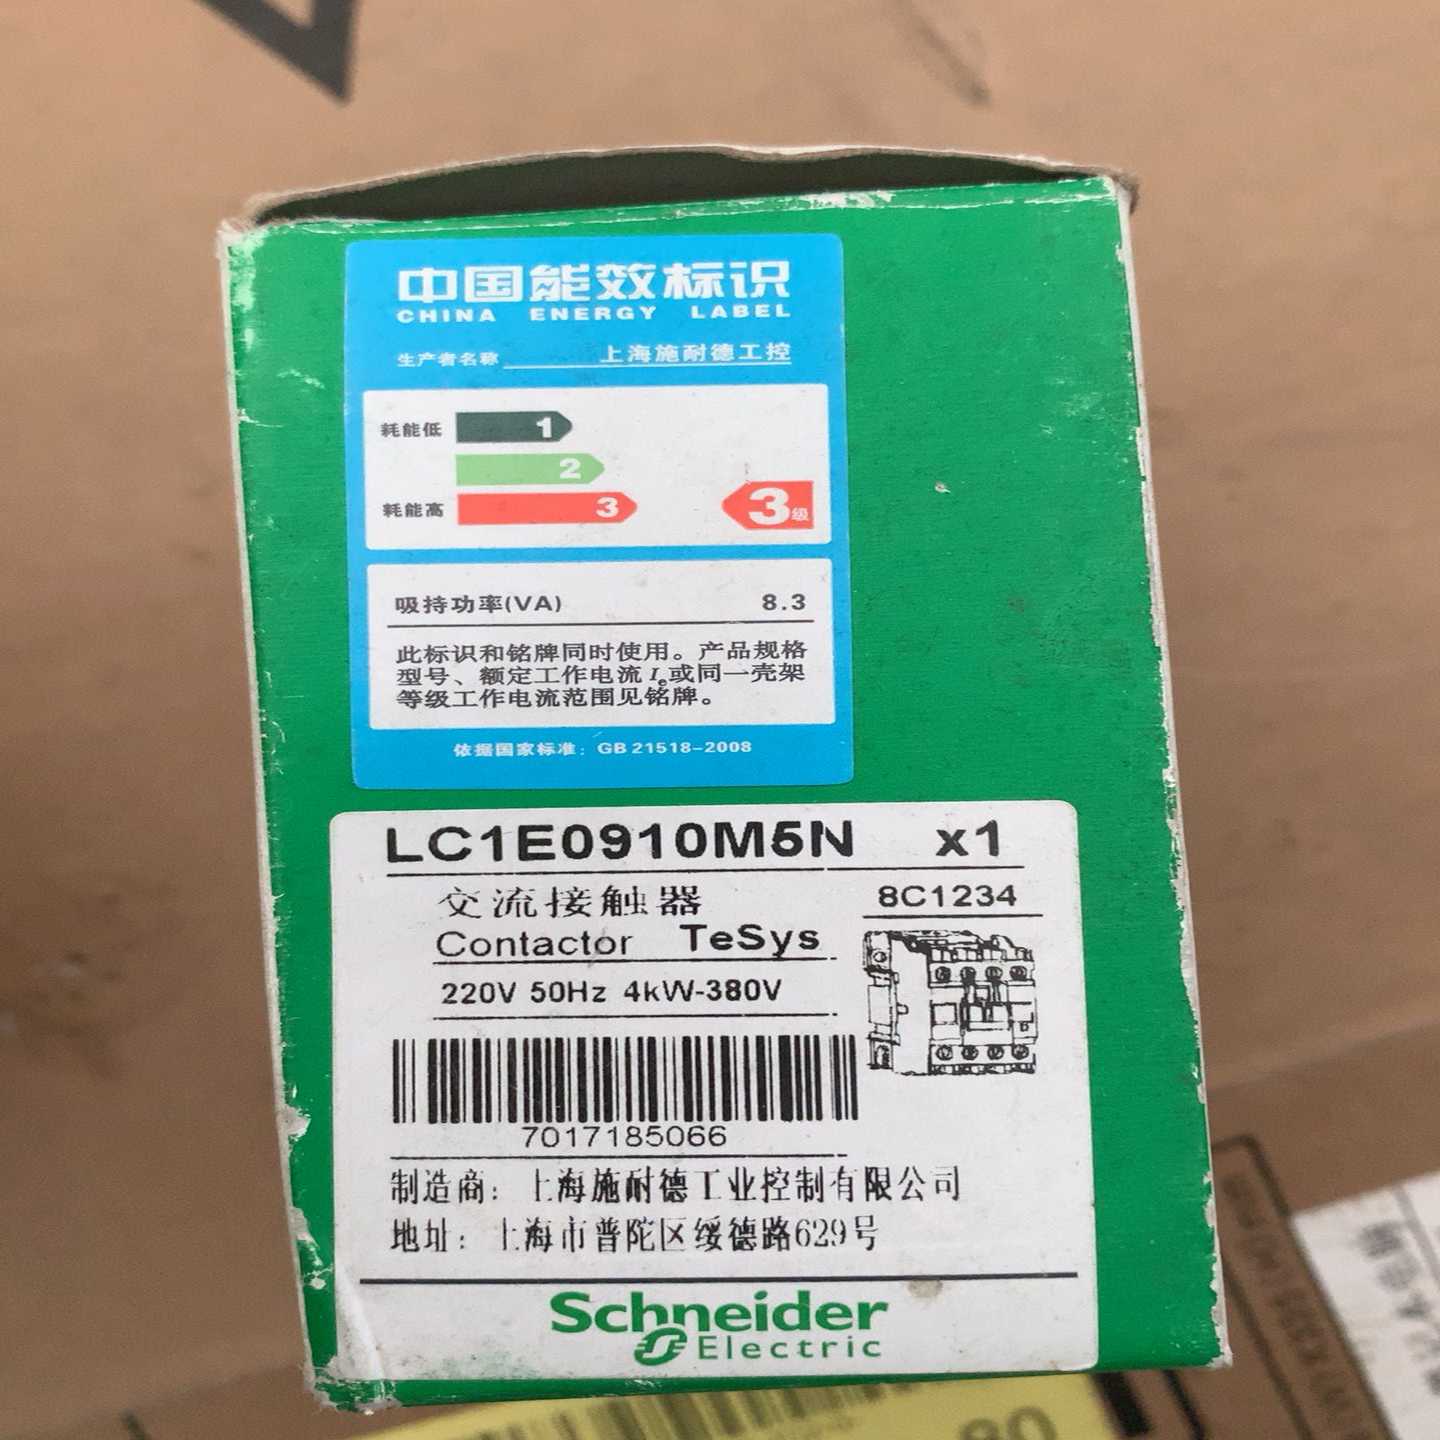 中国能效标识
CHINA ENERGY LABEL
生产者名称 上海施耐德工控
耗能低 1
2
耗能高 3 3级
吸持功率(VA) 8.3
此标识和铭牌同时使用。产品规格
型号、额定工作电流Ie或同一壳架
等级工作电流范围见铭牌。
依据国家标准：GB 21518-2008
LC1E0910M5N x1
交流接触器 8C1234
Contactor TeSys
220V 50Hz 4kW-380V
7017185066
制造商：上海施耐德工业控制有限公司
地址：上海市普陀区绥德路629号
Schneider
Electric
80